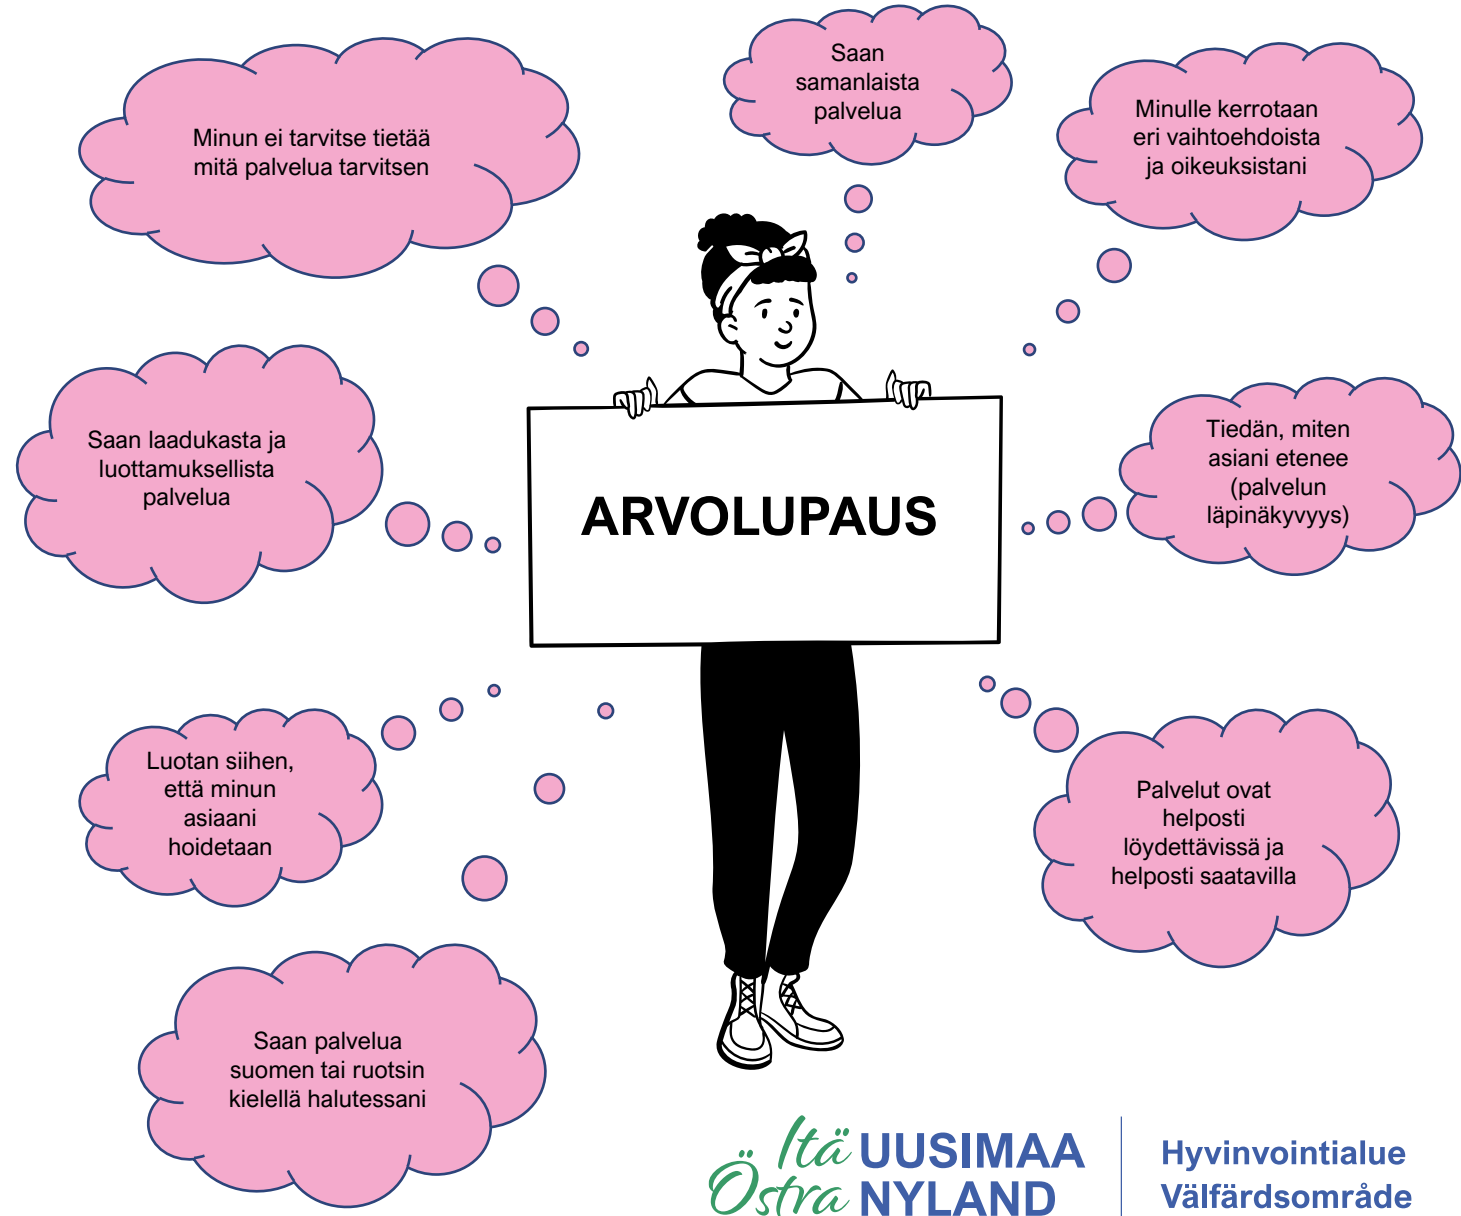 Saan
samanlaista
palvelua
Minun ei tarvitse tietää
mitä palvelua tarvitsen
Minulle kerrotaan
eri vaihtoehdoista
ja oikeuksistani
Saan laadukasta ja
luottamuksellista
palvelua
ARVOLUPAUS
Tiedän, miten
asiani etenee
(palvelun
läpinäkyvyys)
Luotan siihen,
että minun
asiaani
hoidetaan
Palvelut ovat
helposti
löydettävissä ja
helposti saatavilla
Saan palvelua
suomen tai ruotsin
kielellä halutessani
Itä UUSIMAA
Östra NYLAND
Hyvinvointialue
Välfärdsområde